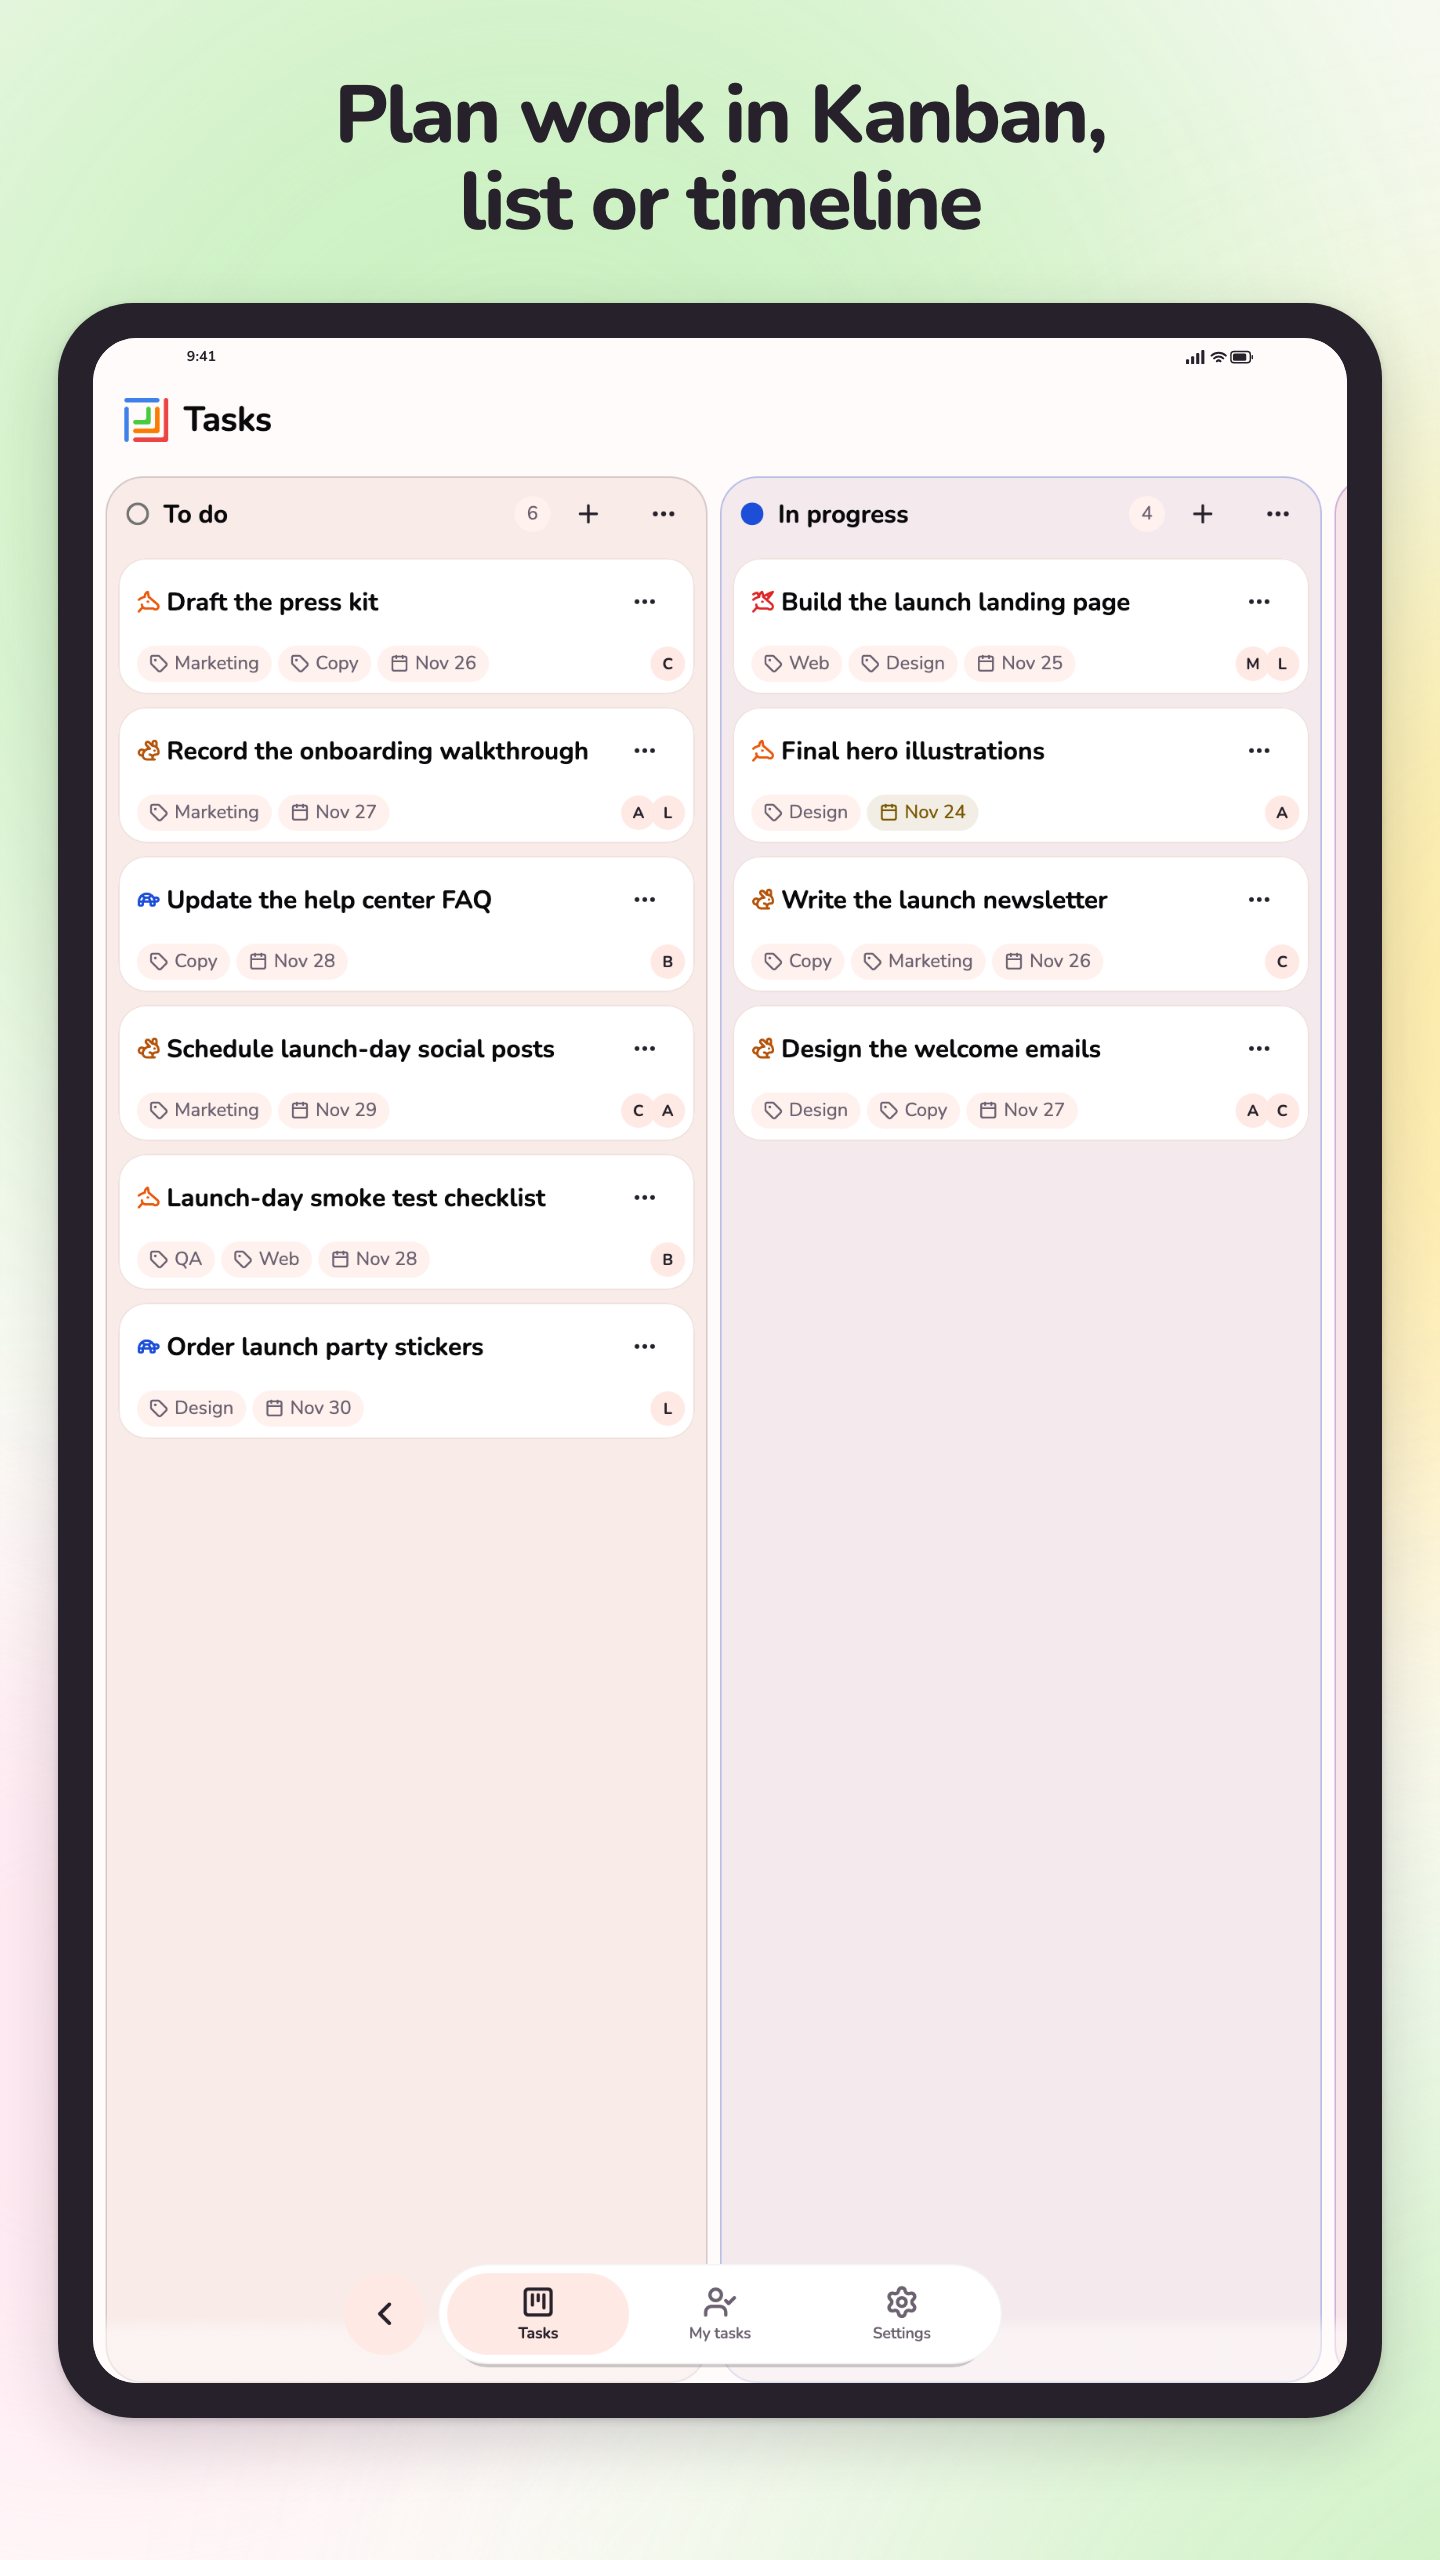 Plan work in Kanban,
list or timeline
9:41
Tasks
To do 6
Draft the press kit
Marketing Copy Nov 26 C
Record the onboarding walkthrough
Marketing Nov 27 A L
Update the help center FAQ
Copy Nov 28 B
Schedule launch-day social posts
Marketing Nov 29 C A
Launch-day smoke test checklist
QA Web Nov 28 B
Order launch party stickers
Design Nov 30 L
In progress 4
Build the launch landing page
Web Design Nov 25 M L
Final hero illustrations
Design Nov 24 A
Write the launch newsletter
Copy Marketing Nov 26 C
Design the welcome emails
Design Copy Nov 27 A C
Tasks My tasks Settings